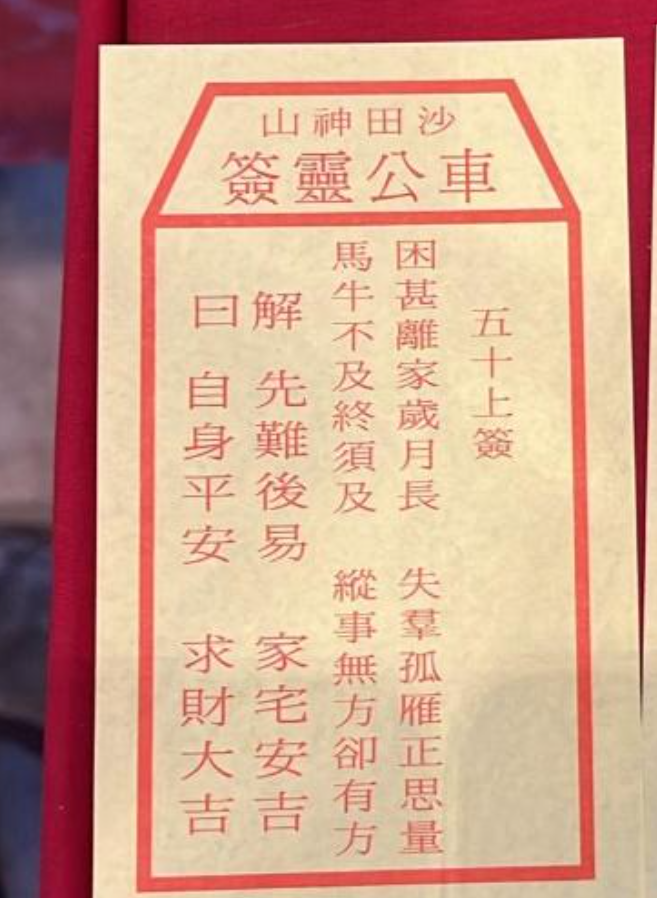 沙田神山
車公靈簽
五十上簽
困甚離家歲月長 失羣孤雁正思量
馬牛不及終須及 縱事無方卻有方
解 先難後易 家宅安吉
曰 自身平安 求財大吉